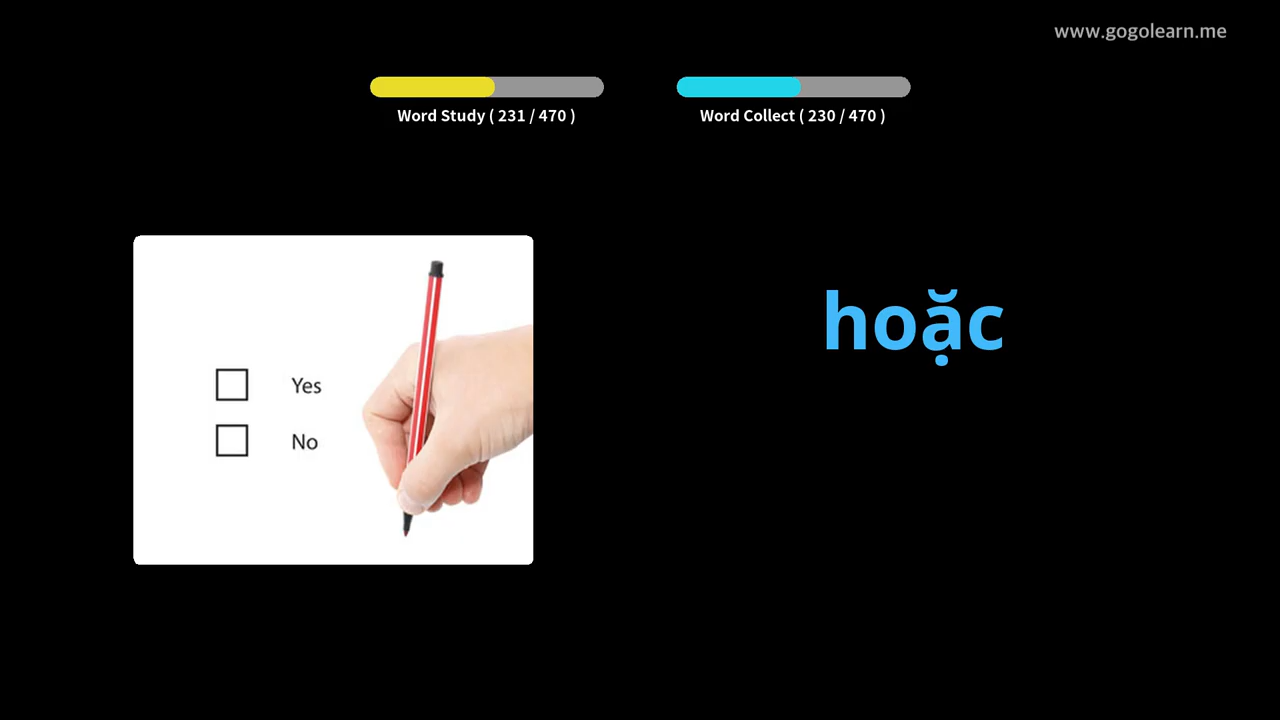 www.gogolearn.me
Word Study ( 231 / 470 )
Word Collect ( 230 / 470 )
hoặc
Yes
No